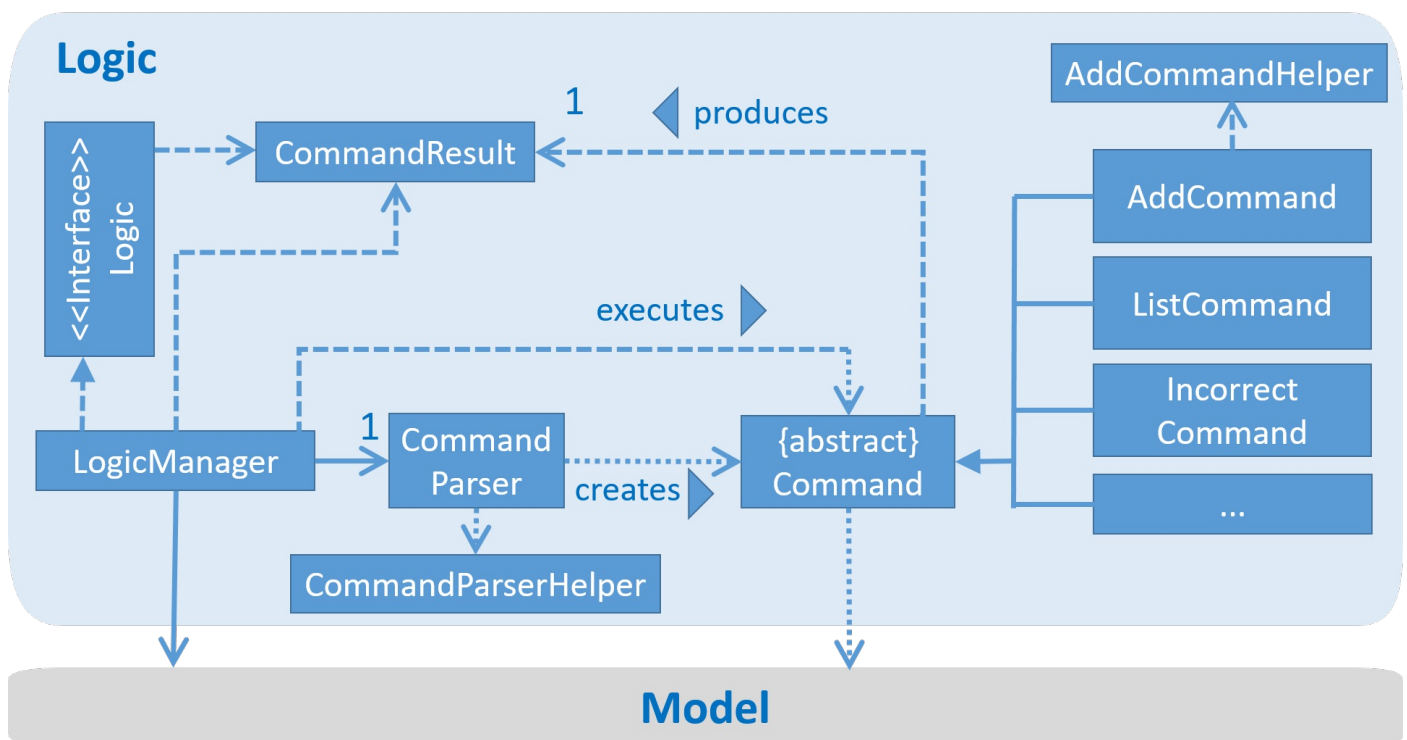 Logic
AddCommandHelper
1
produces
CommandResult
<<Interface>>
Logic
AddCommand
ListCommand
executes
Incorrect
Command
1
LogicManager
Command
Parser
creates
{abstract}
Command
...
CommandParserHelper
Model